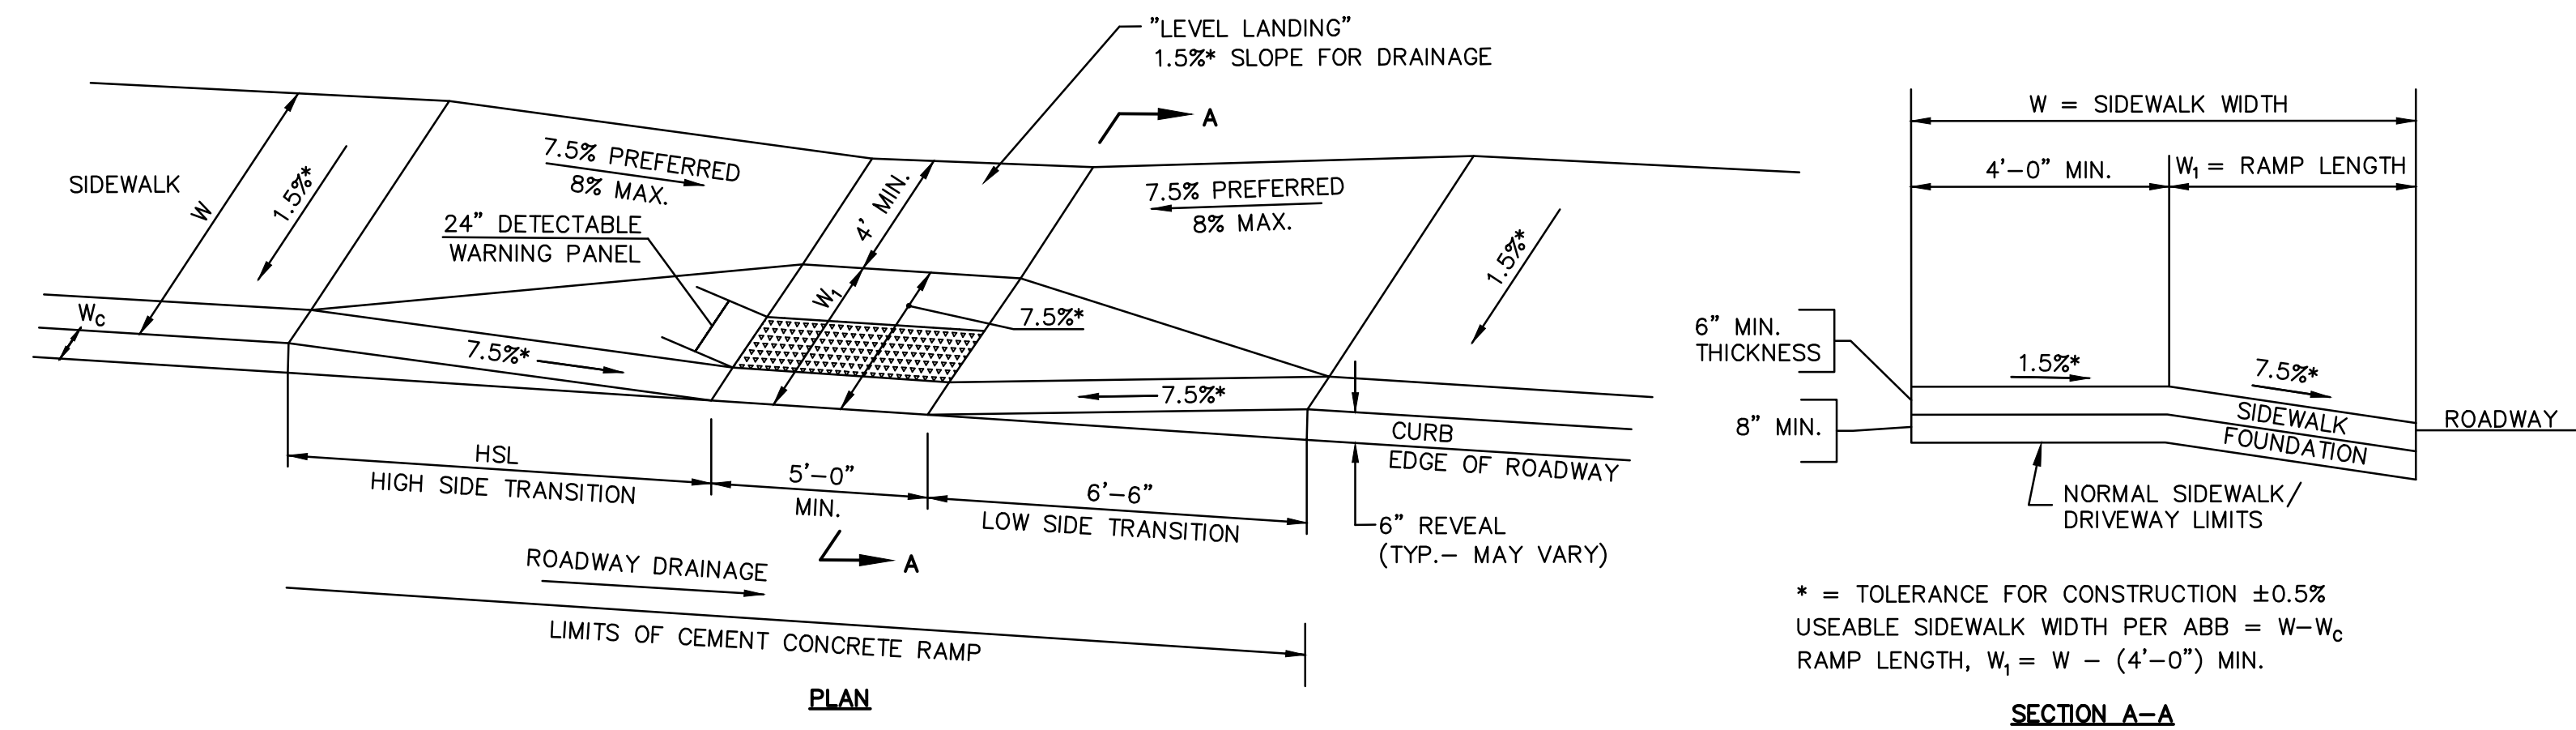 "LEVEL LANDING"
1.5%* SLOPE FOR DRAINAGE
A
SIDEWALK
W
1.5%*
7.5% PREFERRED
8% MAX.
4' MIN.
7.5% PREFERRED
8% MAX.
1.5%*
24" DETECTABLE
WARNING PANEL
W1
7.5%*
WC
7.5%*
7.5%*
CURB
EDGE OF ROADWAY
HSL
HIGH SIDE TRANSITION
5'-0"
MIN.
6'-6"
LOW SIDE TRANSITION
6" REVEAL
(TYP.- MAY VARY)
A
ROADWAY DRAINAGE
LIMITS OF CEMENT CONCRETE RAMP
PLAN
W = SIDEWALK WIDTH
4'-0" MIN.
W1 = RAMP LENGTH
6" MIN.
THICKNESS
1.5%*
7.5%*
8" MIN.
SIDEWALK
FOUNDATION
ROADWAY
NORMAL SIDEWALK/
DRIVEWAY LIMITS
* = TOLERANCE FOR CONSTRUCTION ±0.5%
USEABLE SIDEWALK WIDTH PER ABB = W-WC
RAMP LENGTH, W1 = W - (4'-0") MIN.
SECTION A-A